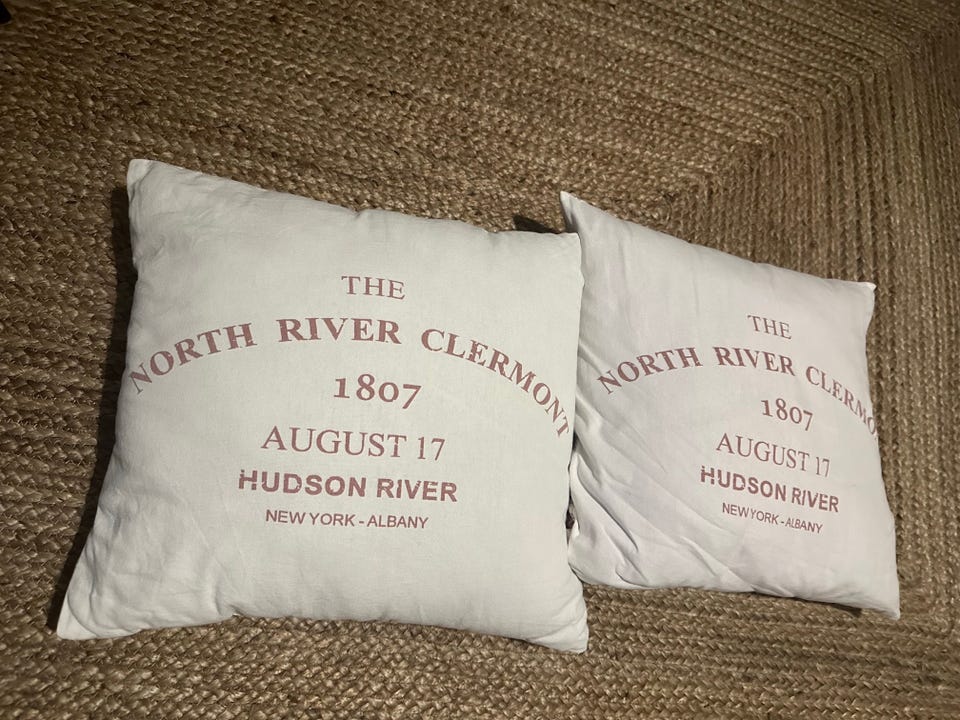 THE
NORTH RIVER CLERMONT
1807
AUGUST 17
HUDSON RIVER
NEW YORK - ALBANY
THE
NORTH RIVER CLERMO
1807
AUGUST 17
HUDSON RIVER
NEW YORK - ALBANY